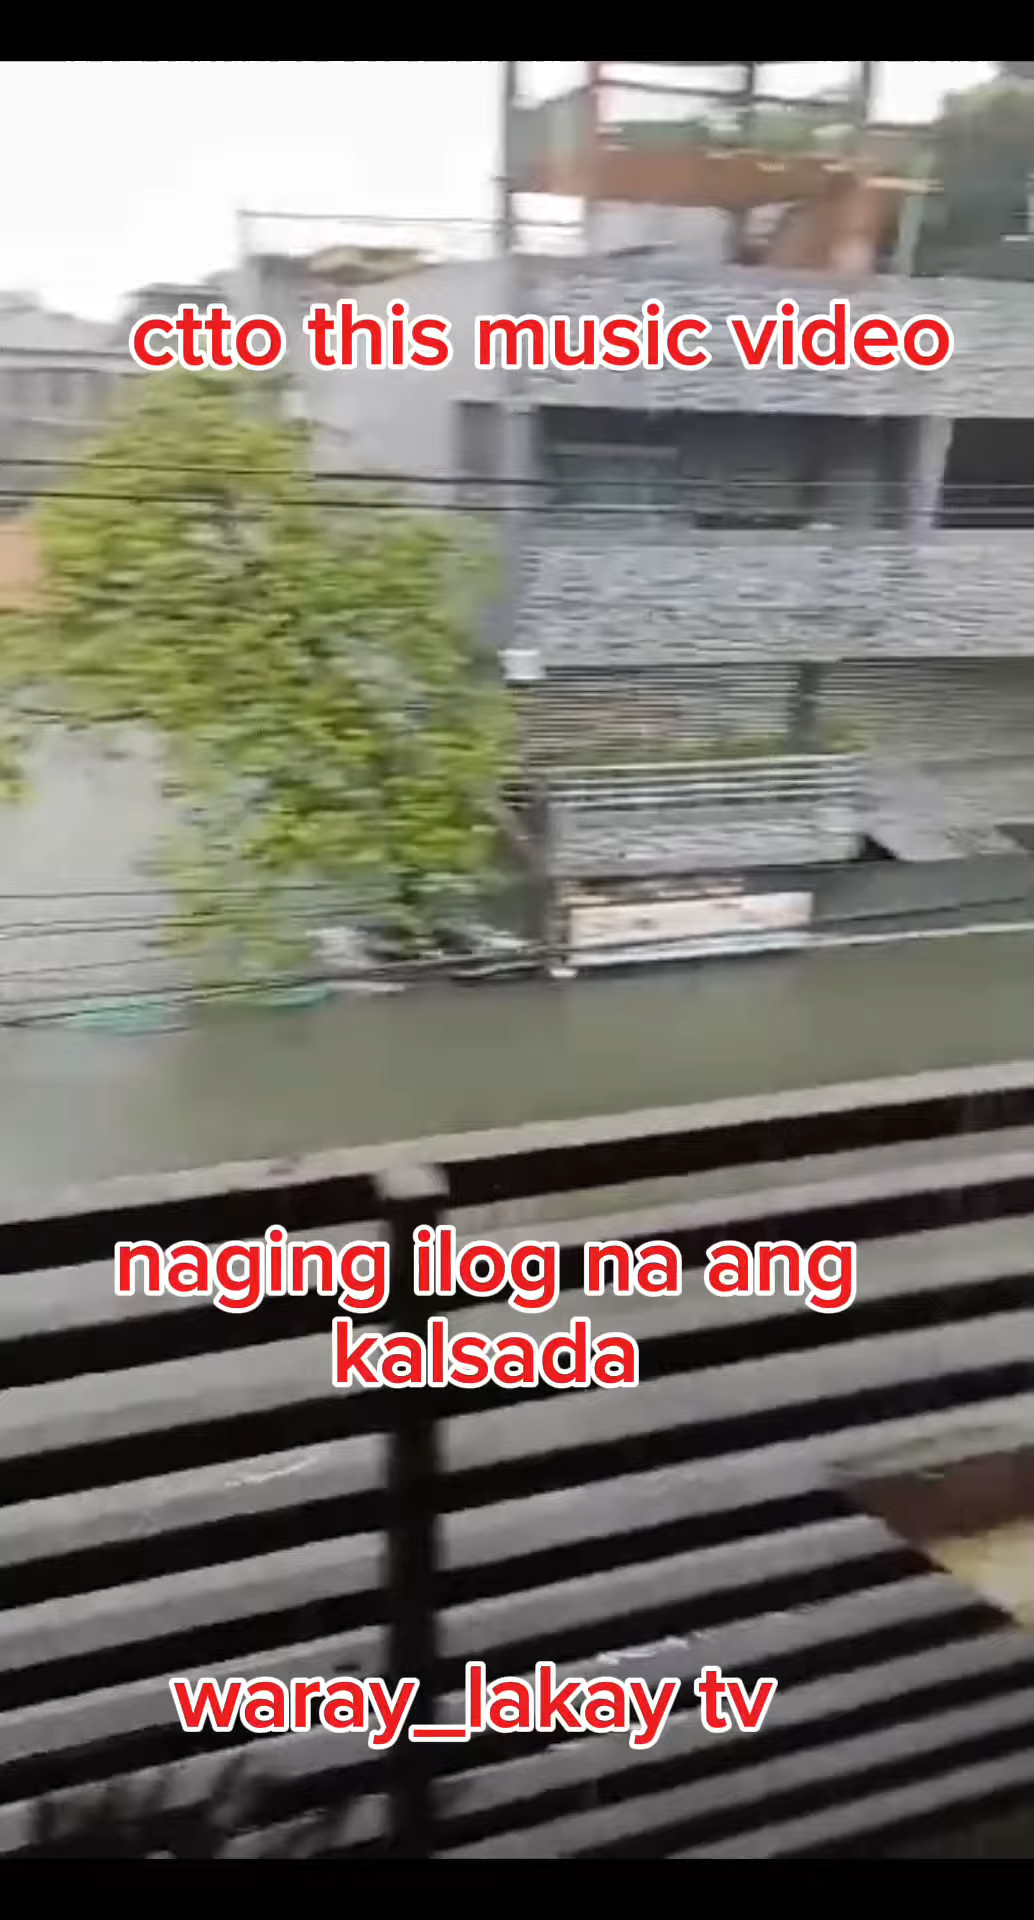 ctto this music video
naging ilog na ang
kalsada
waray_lakay tv